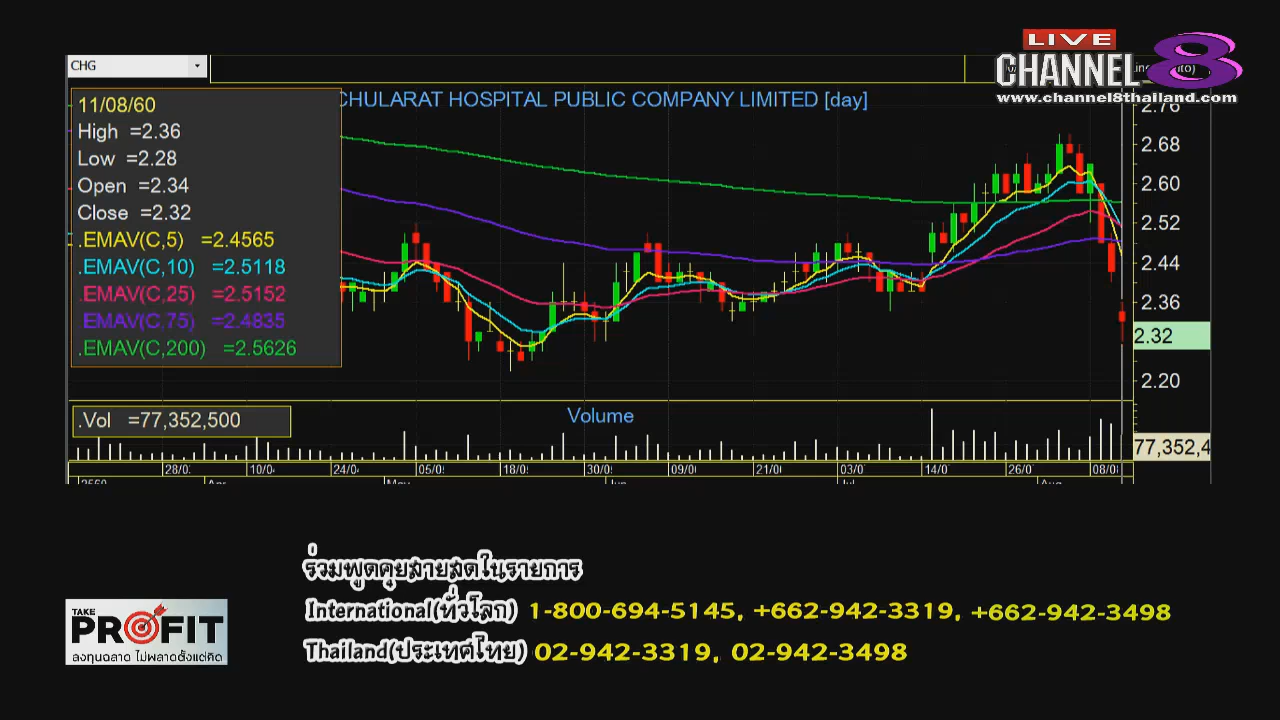 LIVE
CHANNEL 8
www.channel8thailand.com
CHG
CHULARAT HOSPITAL PUBLIC COMPANY LIMITED [day]
11/08/60
High =2.36
Low =2.28
Open =2.34
Close =2.32
.EMAV(C,5) =2.4565
.EMAV(C,10) =2.5118
.EMAV(C,25) =2.5152
.EMAV(C,75) =2.4835
.EMAV(C,200) =2.5626
2.76
2.68
2.60
2.52
2.44
2.36
2.32
2.20
.Vol =77,352,500
Volume
77,352,4
28/0 10/0 24/0 05/0 18/0 30/0 09/0 21/0 03/0 14/0 26/0 08/0
2560 Apr May Jun Jul Aug
ร่วมพูดคุยสายสดในรายการ
International(ทั่วโลก) 1-800-694-5145, +662-942-3319, +662-942-3498
Thailand(ประเทศไทย) 02-942-3319, 02-942-3498
TAKE
PROFIT
ลงทุนฉลาด ไม่พลาดตั้งแต่คิด